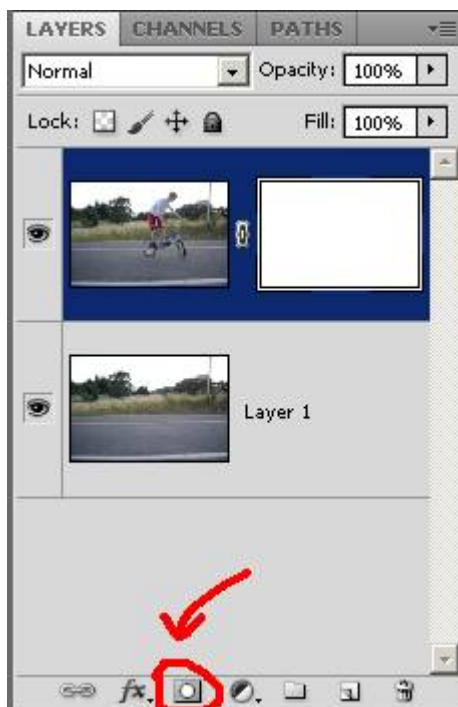 LAYERS CHANNELS PATHS
Normal Opacity: 100%
Lock: Fill: 100%
Layer 1
fx.